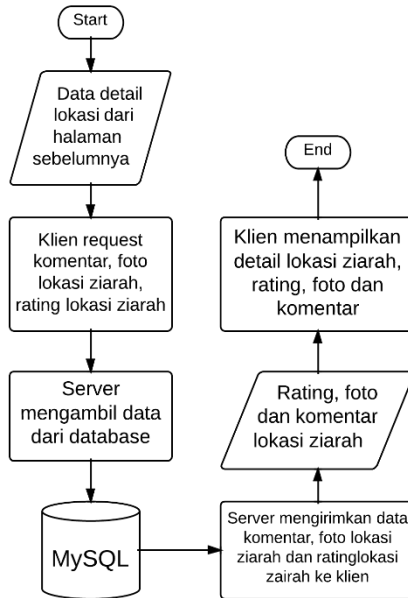 Start
Data detail
lokasi dari
halaman
sebelumnya
Klien request
komentar, foto
lokasi ziarah,
rating lokasi ziarah
Server
mengambil data
dari database
MySQL
Server mengirimkan data
komentar, foto lokasi
ziarah dan ratinglokasi
zairah ke klien
Rating, foto
dan komentar
lokasi ziarah
Klien menampilkan
detail lokasi ziarah,
rating, foto dan
komentar
End